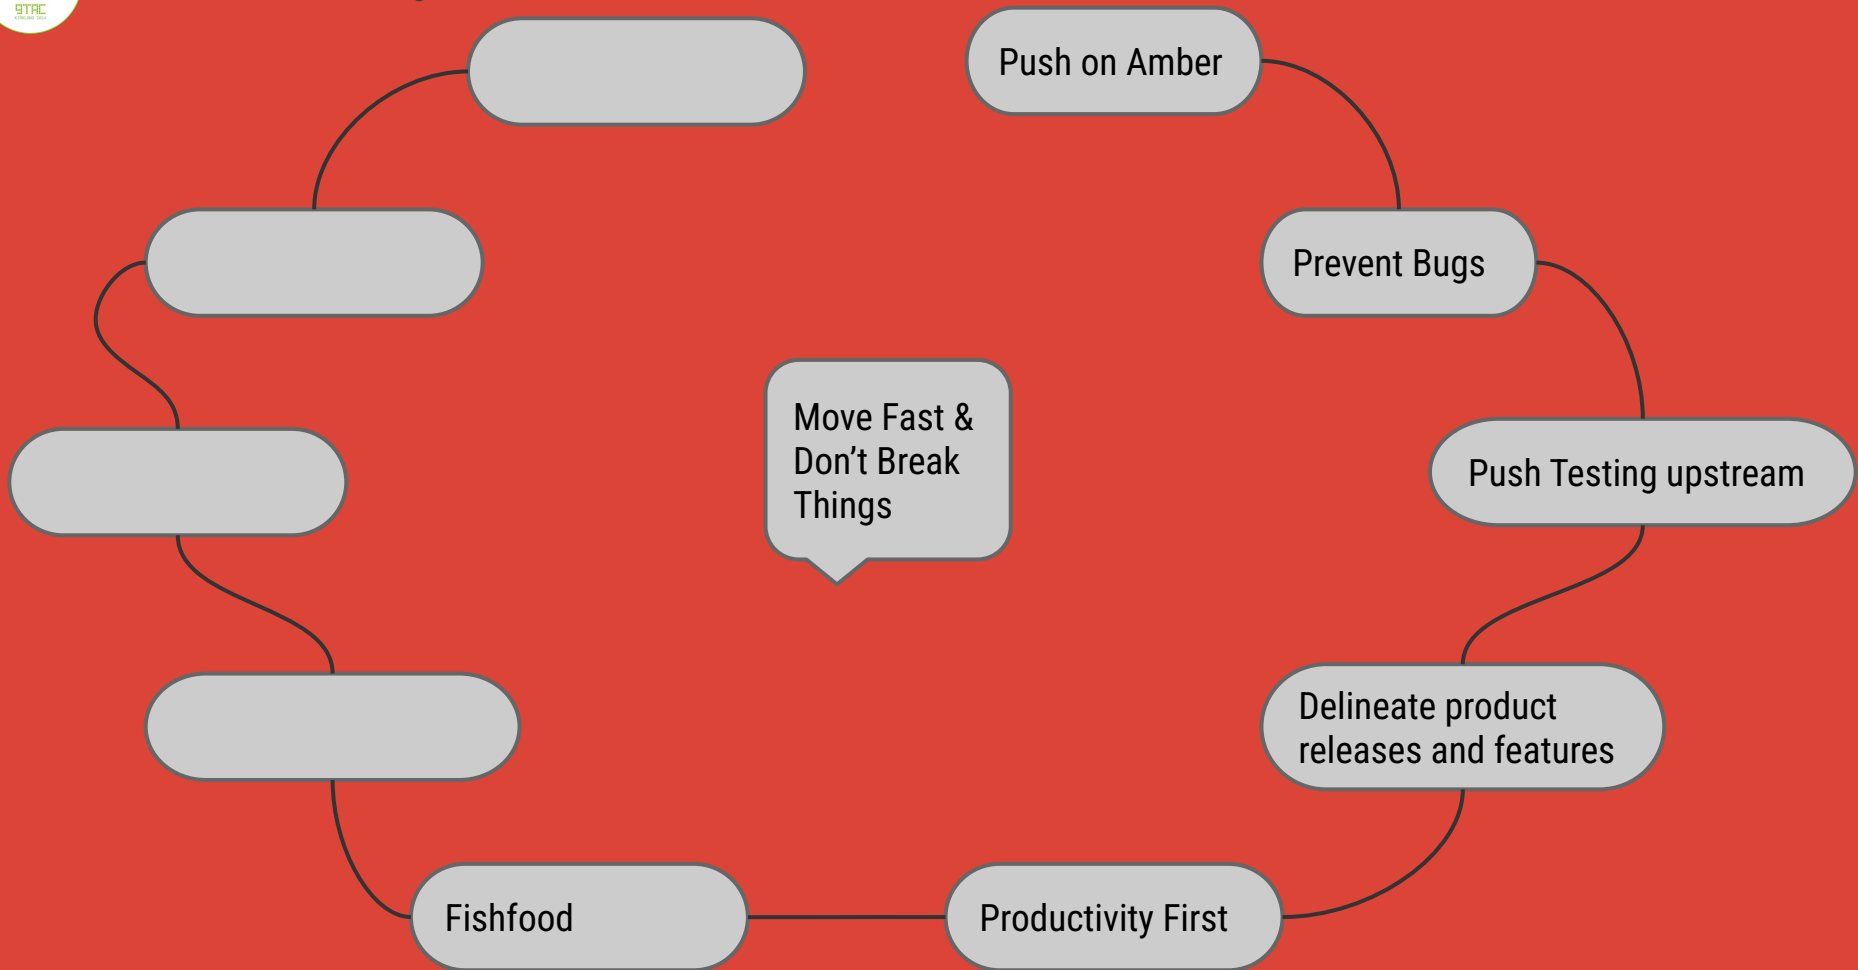 GTAC
Push on Amber
Prevent Bugs
Move Fast &
Don’t Break
Things
Push Testing upstream
Delineate product
releases and features
Fishfood
Productivity First